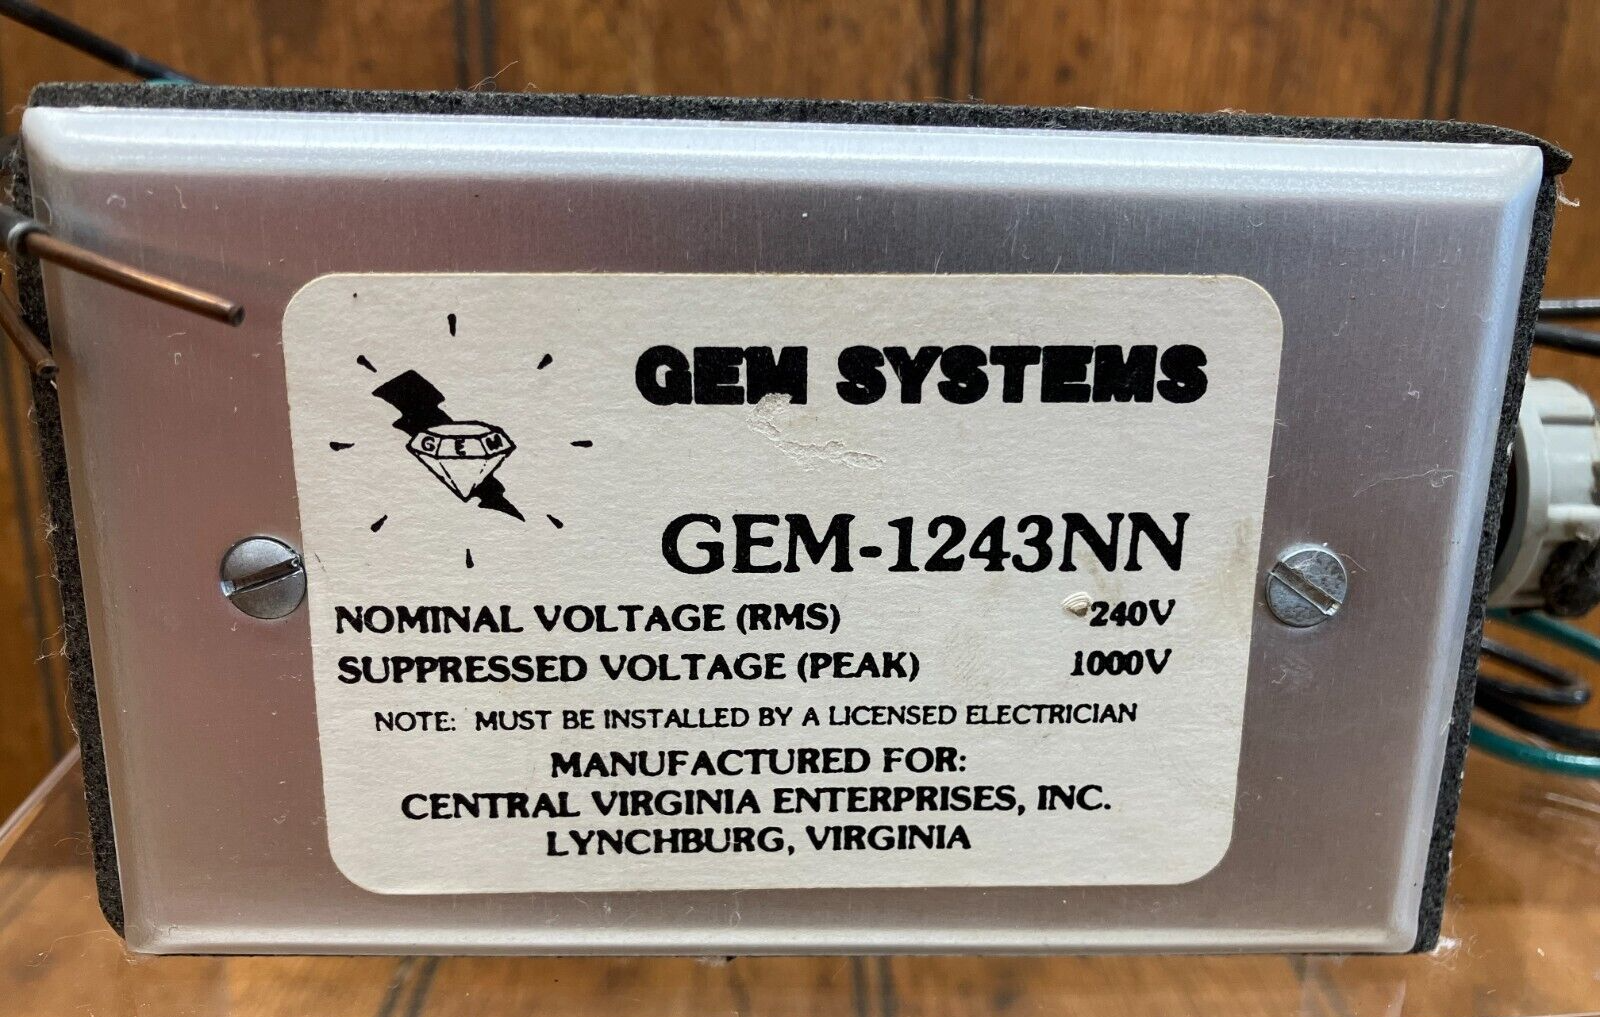 GEM SYSTEMS
GEM
GEM-1243NN
NOMINAL VOLTAGE (RMS) 240V
SUPPRESSED VOLTAGE (PEAK) 1000V
NOTE: MUST BE INSTALLED BY A LICENSED ELECTRICIAN
MANUFACTURED FOR:
CENTRAL VIRGINIA ENTERPRISES, INC.
LYNCHBURG, VIRGINIA